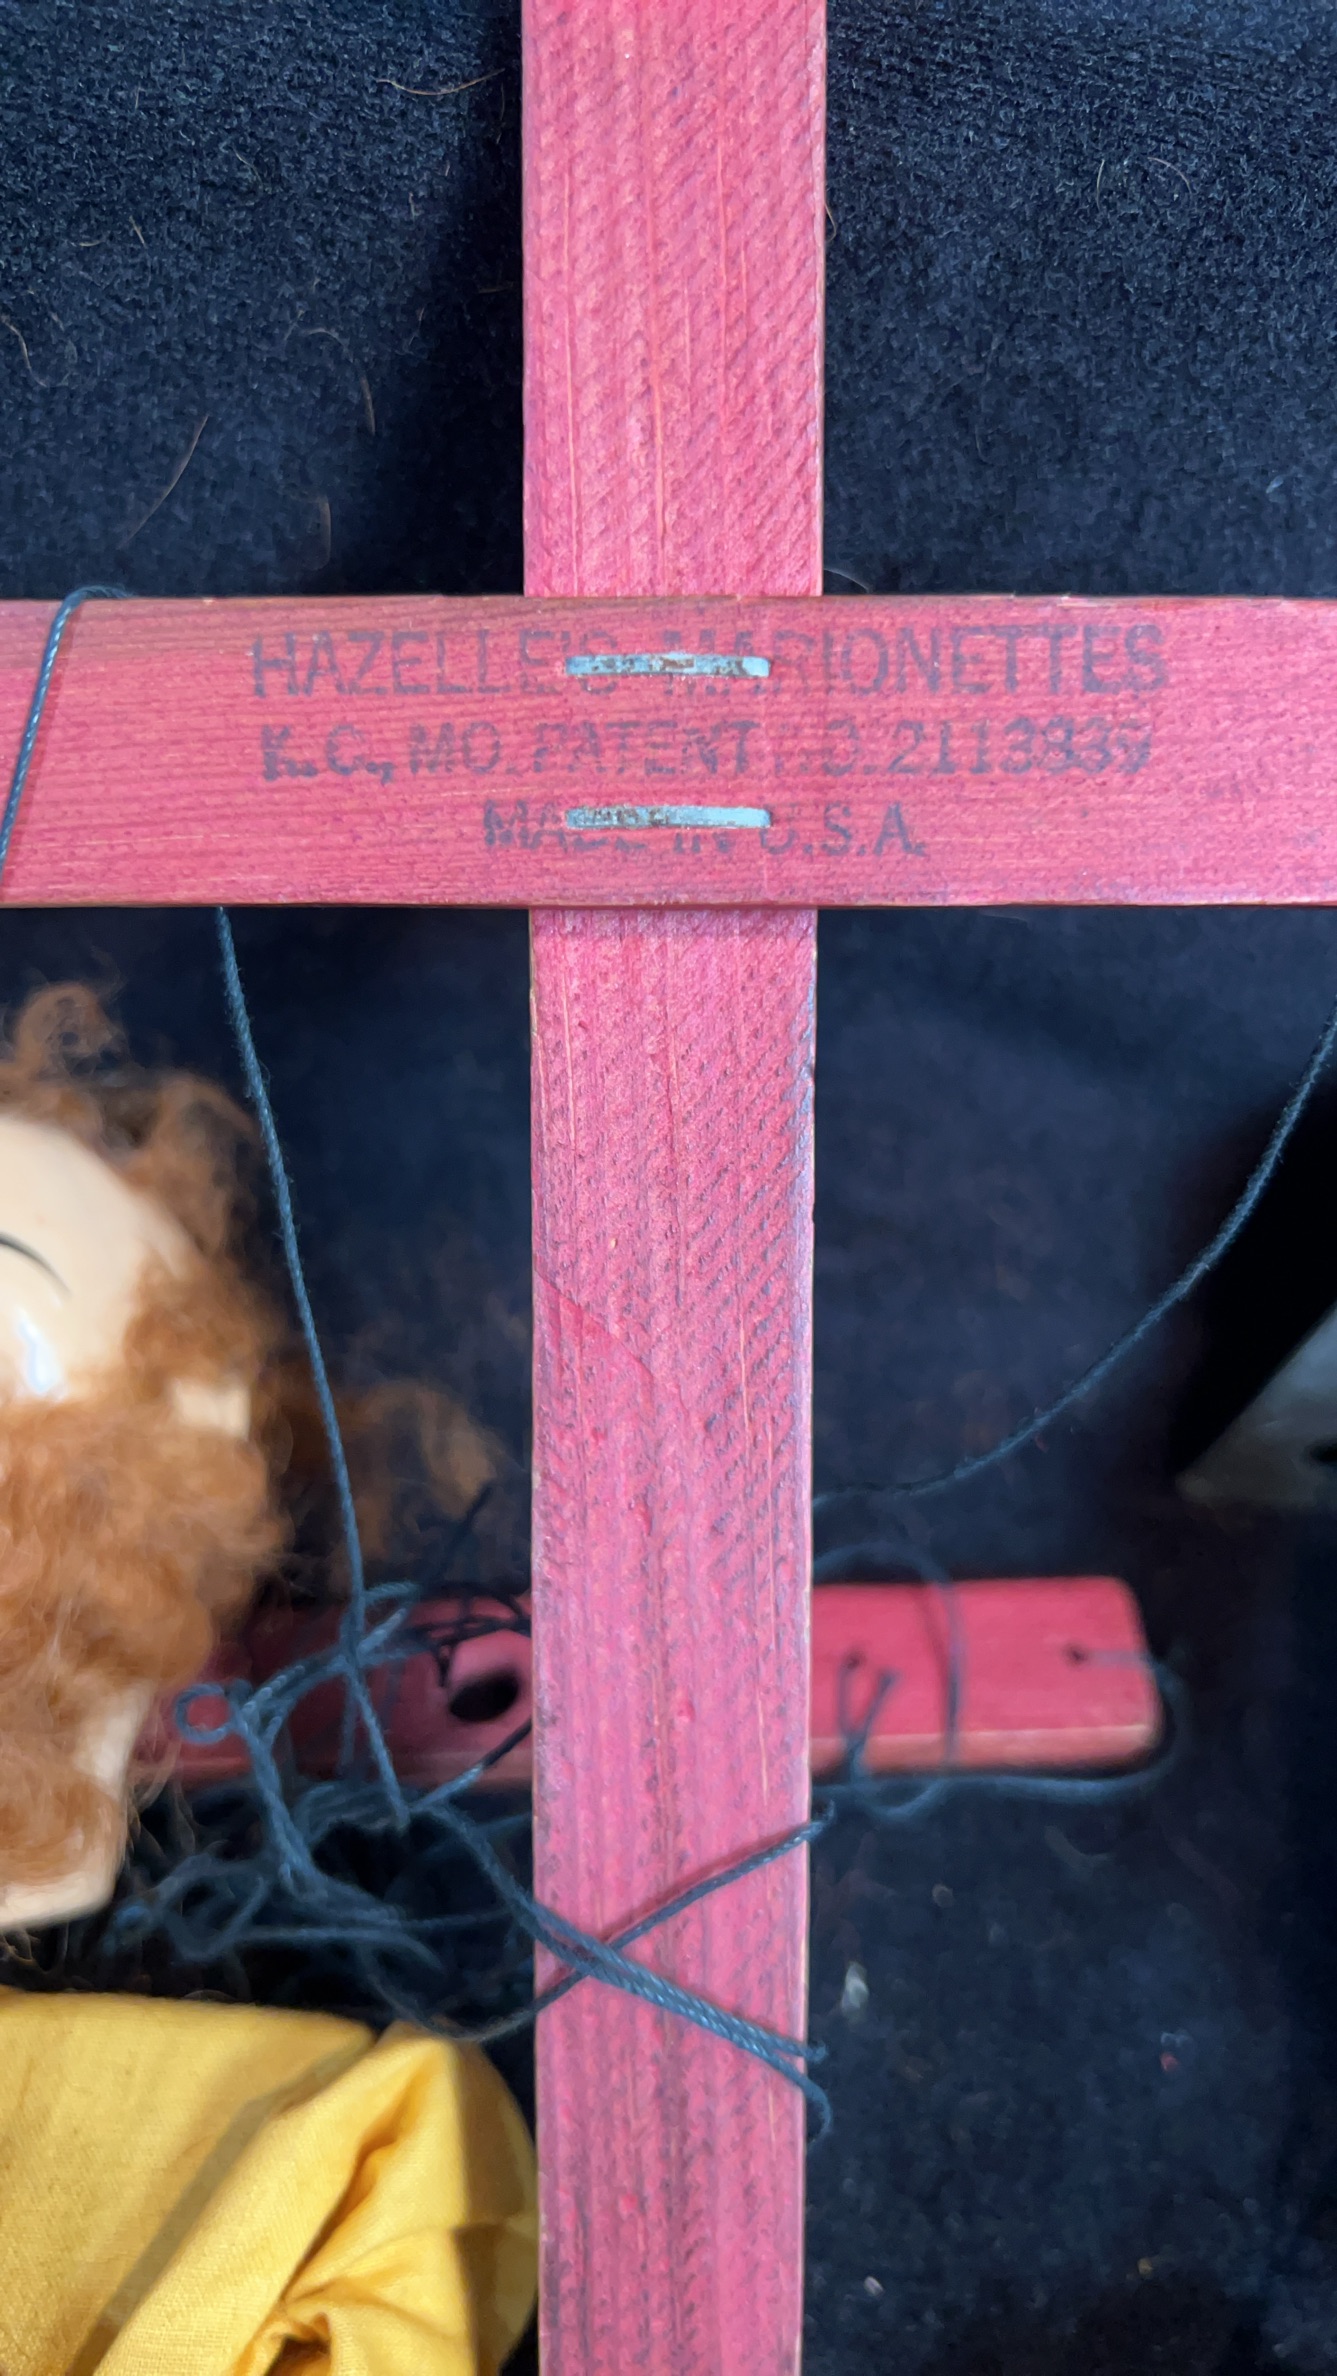 HAZELLE'S MARIONETTES
K.C., MO. PATENT NO. 2113839
MADE IN U.S.A.